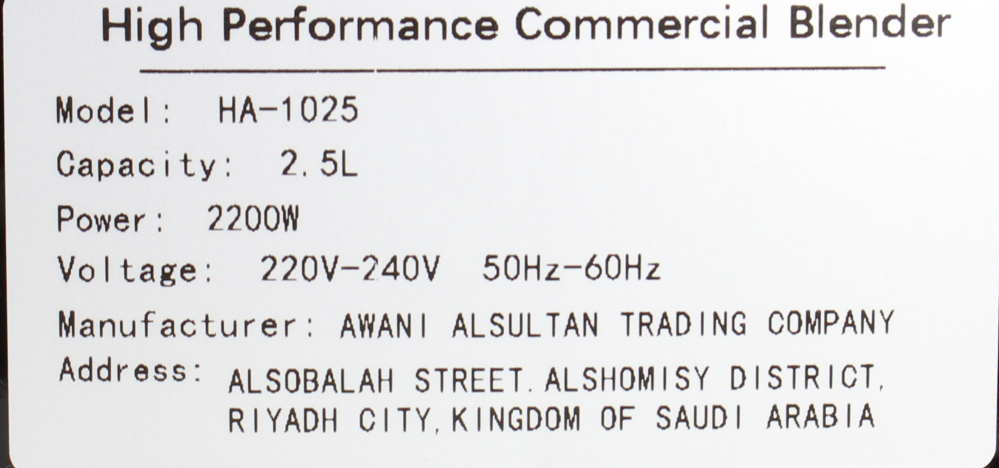 High Performance Commercial Blender
Model: HA-1025
Capacity: 2.5L
Power: 2200W
Voltage: 220V-240V 50Hz-60Hz
Manufacturer: AWANI ALSULTAN TRADING COMPANY
Address: ALSOBALAH STREET. ALSHOMISY DISTRICT,
RIYADH CITY, KINGDOM OF SAUDI ARABIA